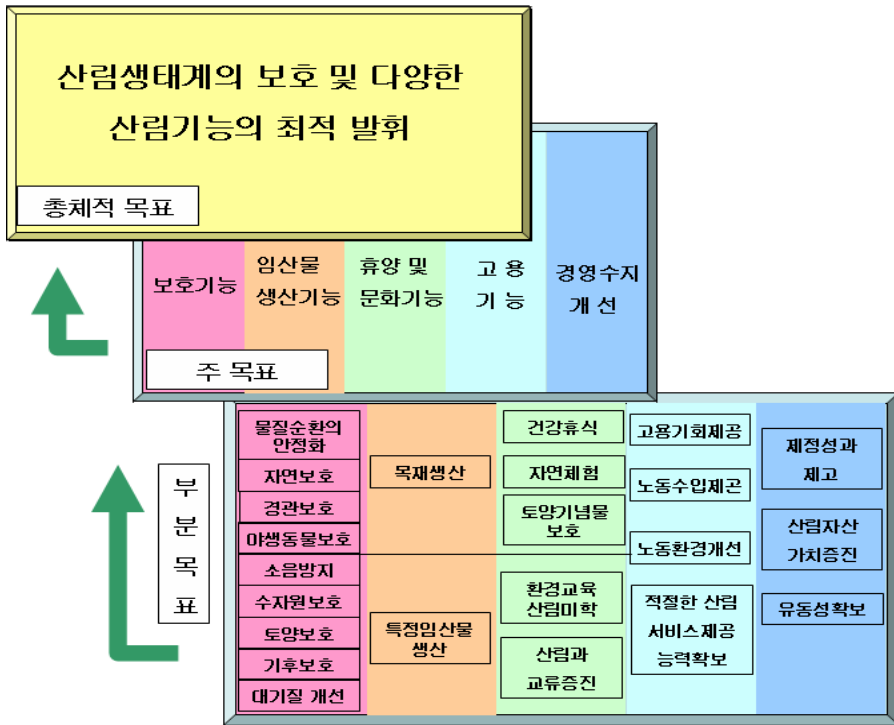 산림생태계의 보호 및 다양한
산림기능의 최적 발휘
총체적 목표
보호기능
임산물
생산기능
휴양 및
문화기능
고 용
기 능
경영수지
개 선
주 목표
부
분
목
표
물질순환의
안정화
자연보호
경관보호
야생동물보호
소음방지
수자원보호
토양보호
기후보호
대기질 개선
목재생산
특정임산물
생산
건강휴식
자연체험
토양기념물
보호
환경교육
산림미학
산림과
교류증진
고용기회제공
노동수입제곤
노동환경개선
적절한 산림
서비스제공
능력확보
제정성과
제고
산림자산
가치증진
유동성확보